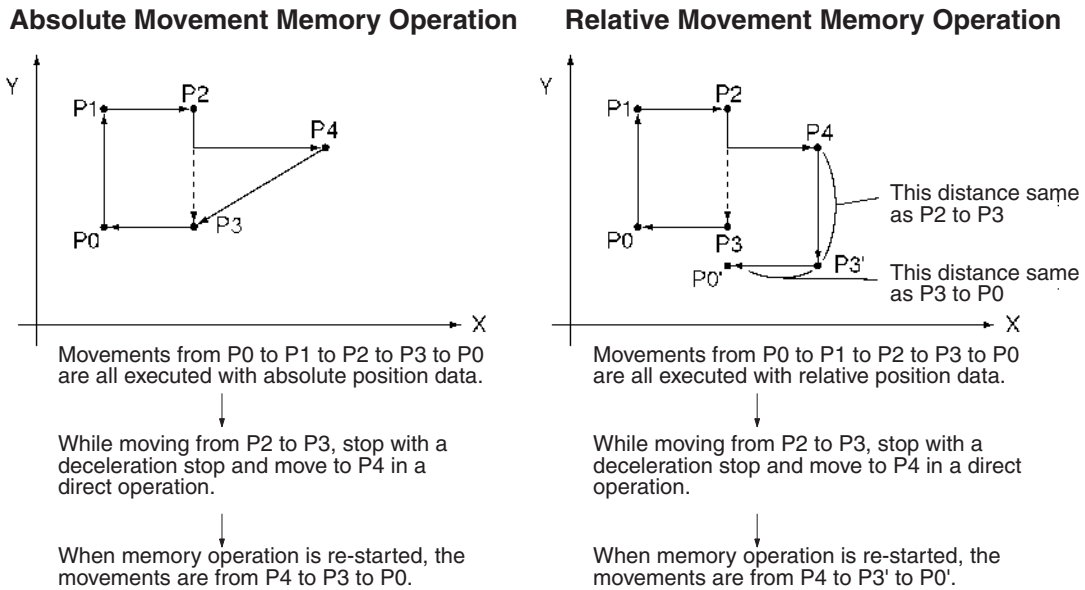 Absolute Movement Memory Operation
Y
P1
P2
P4
P0
P3
X
Movements from P0 to P1 to P2 to P3 to P0
are all executed with absolute position data.
While moving from P2 to P3, stop with a
deceleration stop and move to P4 in a
direct operation.
When memory operation is re-started, the
movements are from P4 to P3 to P0.
Relative Movement Memory Operation
Y
P1
P2
P4
This distance same
as P2 to P3
P0
P3
P0'
P3'
This distance same
as P3 to P0
X
Movements from P0 to P1 to P2 to P3 to P0
are all executed with relative position data.
While moving from P2 to P3, stop with a
deceleration stop and move to P4 in a direct
operation.
When memory operation is re-started, the
movements are from P4 to P3' to P0'.